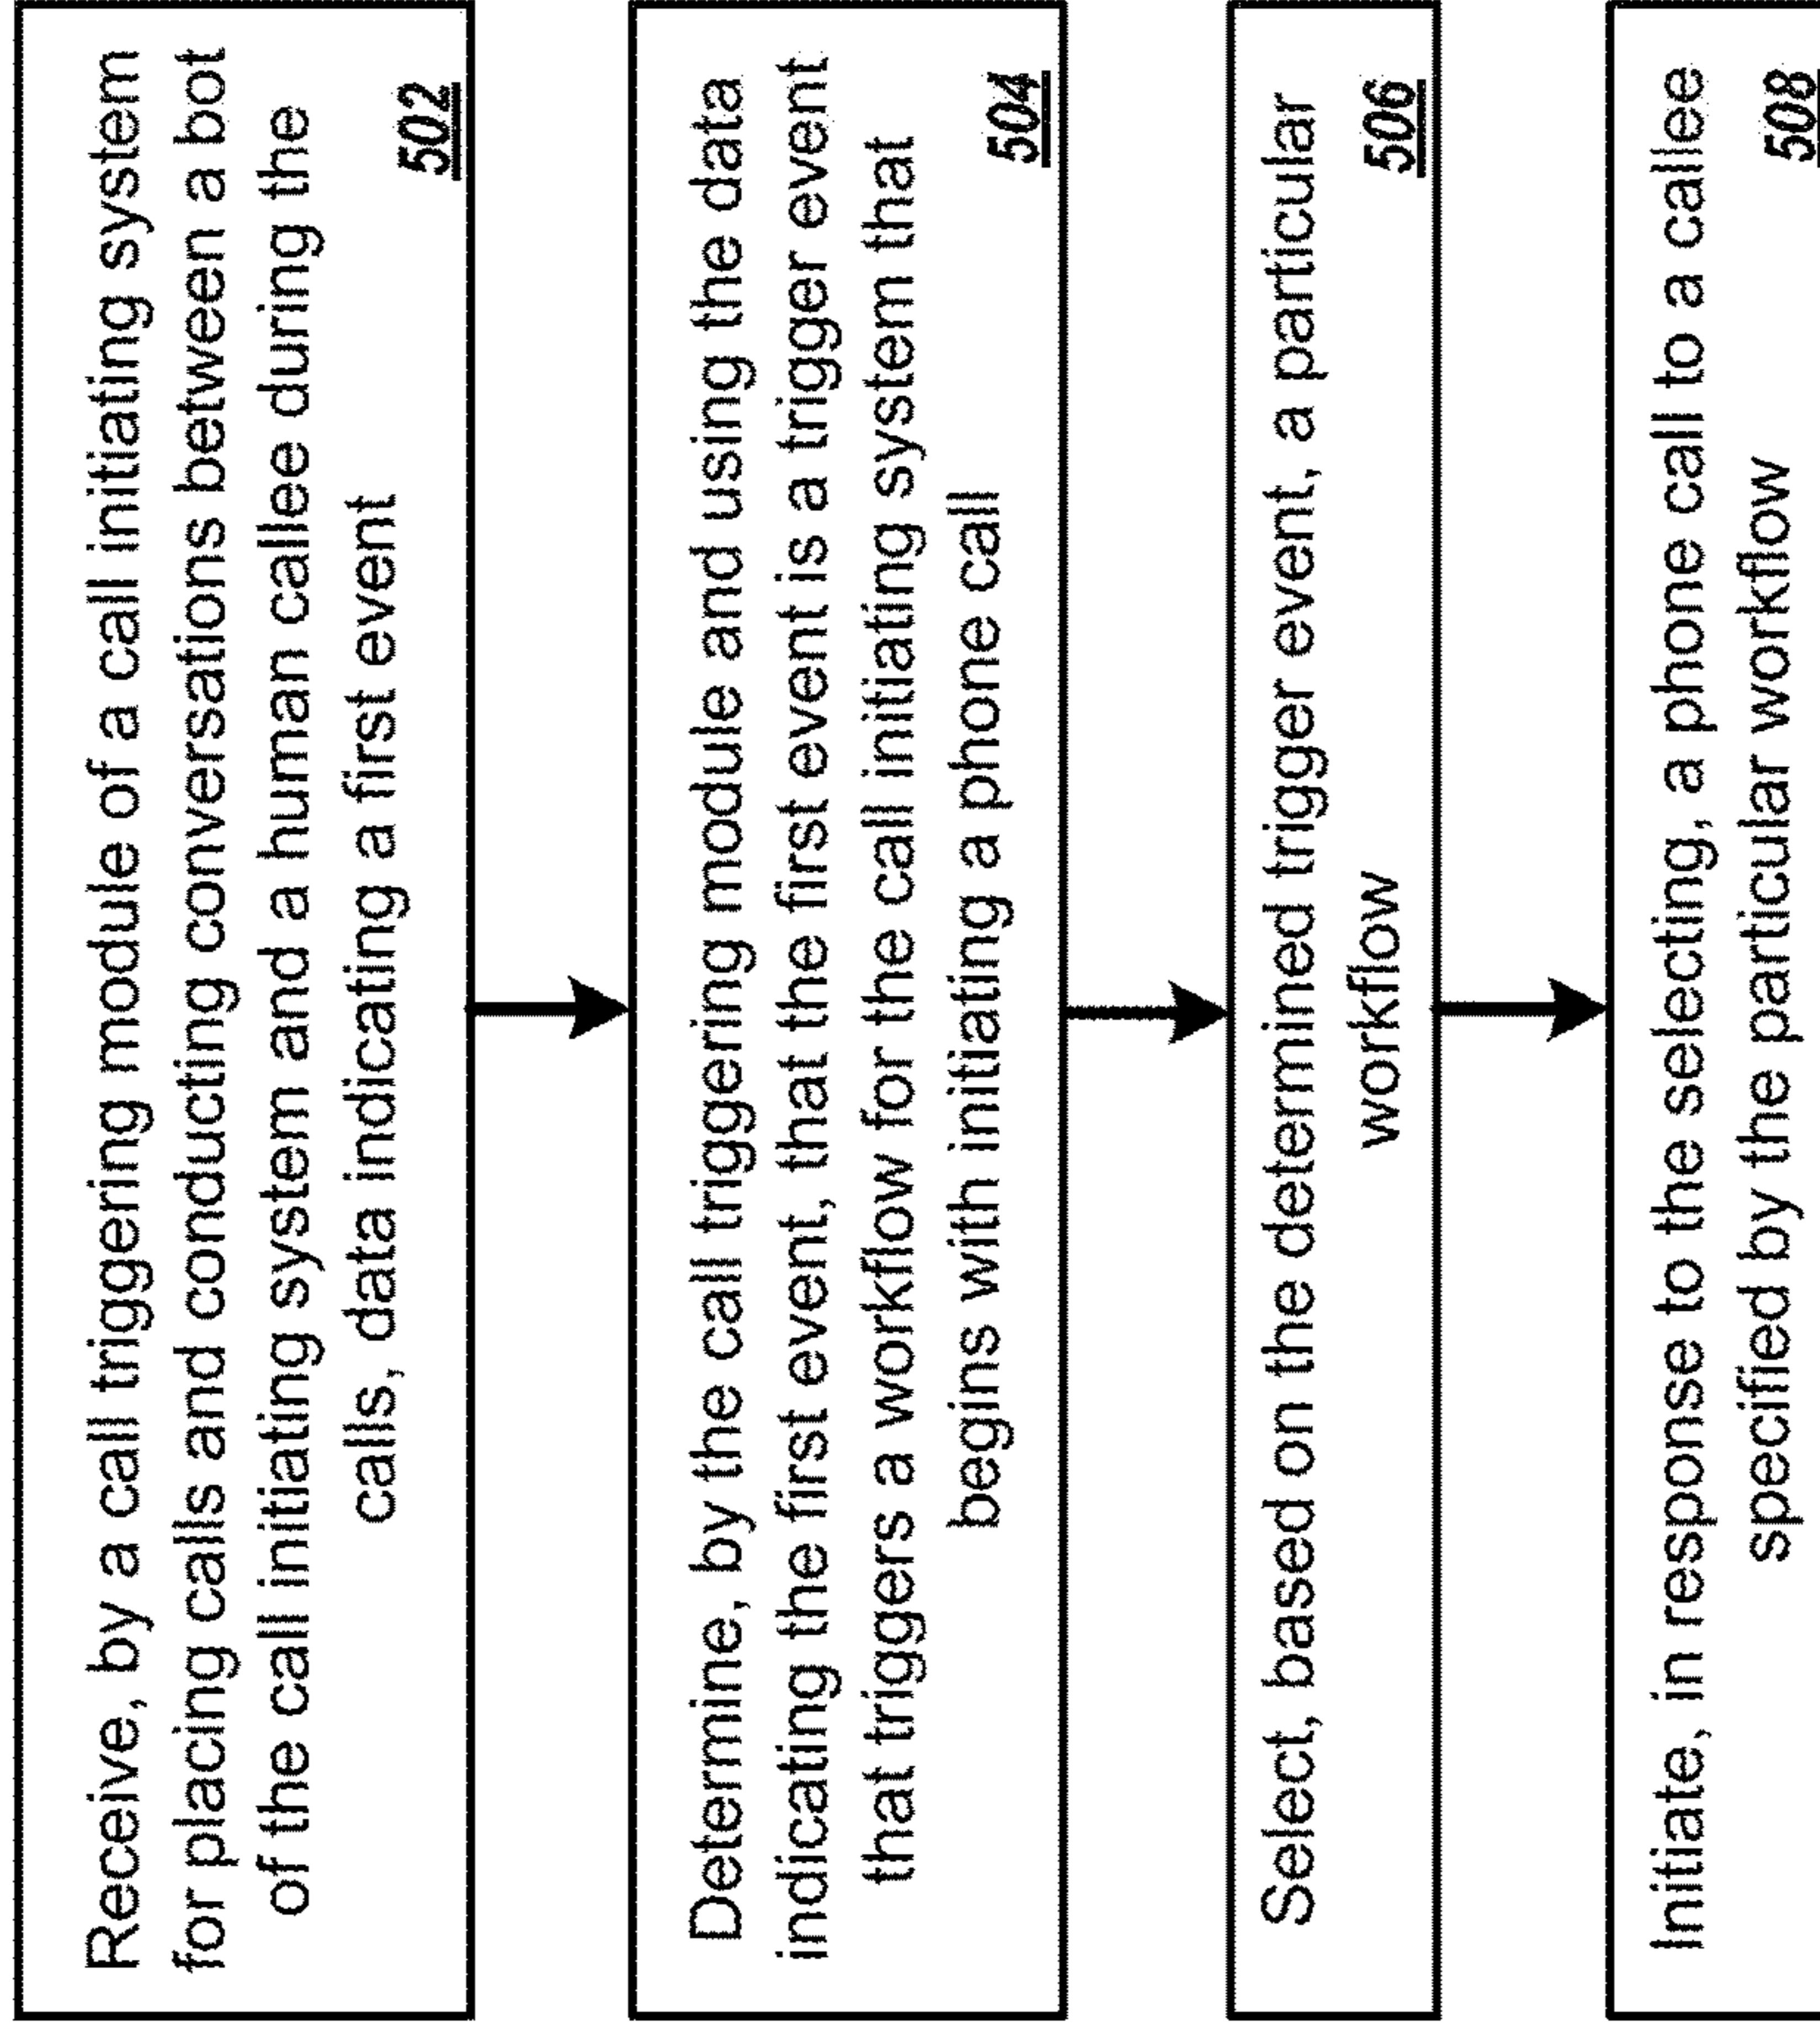 Receive, by a call triggering module of a call initiating system
for placing calls and conducting conversations between a bot
of the call initiating system and a human callee during the
calls, data indicating a first event
502
Determine, by the call triggering module and using the data
indicating the first event, that the first event is a trigger event
that triggers a workflow for the call initiating system that
begins with initiating a phone call
504
Select, based on the determined trigger event, a particular
workflow
506
Initiate, in response to the selecting, a phone call to a callee
specified by the particular workflow
508